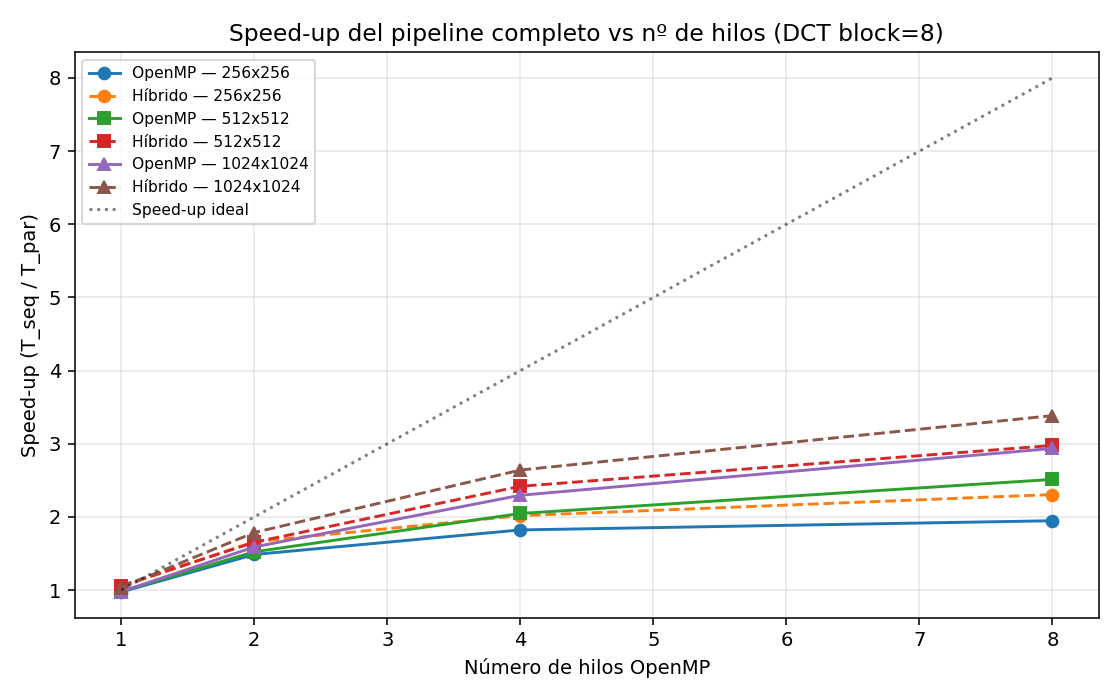 Speed-up del pipeline completo vs nº de hilos (DCT block=8)
OpenMP — 256x256
Híbrido — 256x256
OpenMP — 512x512
Híbrido — 512x512
OpenMP — 1024x1024
Híbrido — 1024x1024
Speed-up ideal
Speed-up (T_seq / T_par)
8
7
6
5
4
3
2
1
1 2 3 4 5 6 7 8
Número de hilos OpenMP